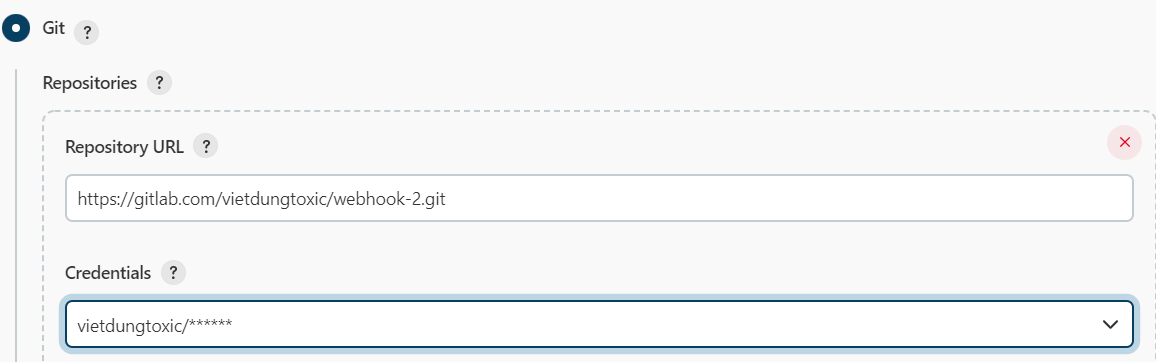 Git ?
Repositories ?
Repository URL ?
https://gitlab.com/vietdungtoxic/webhook-2.git
Credentials ?
vietdungtoxic/******